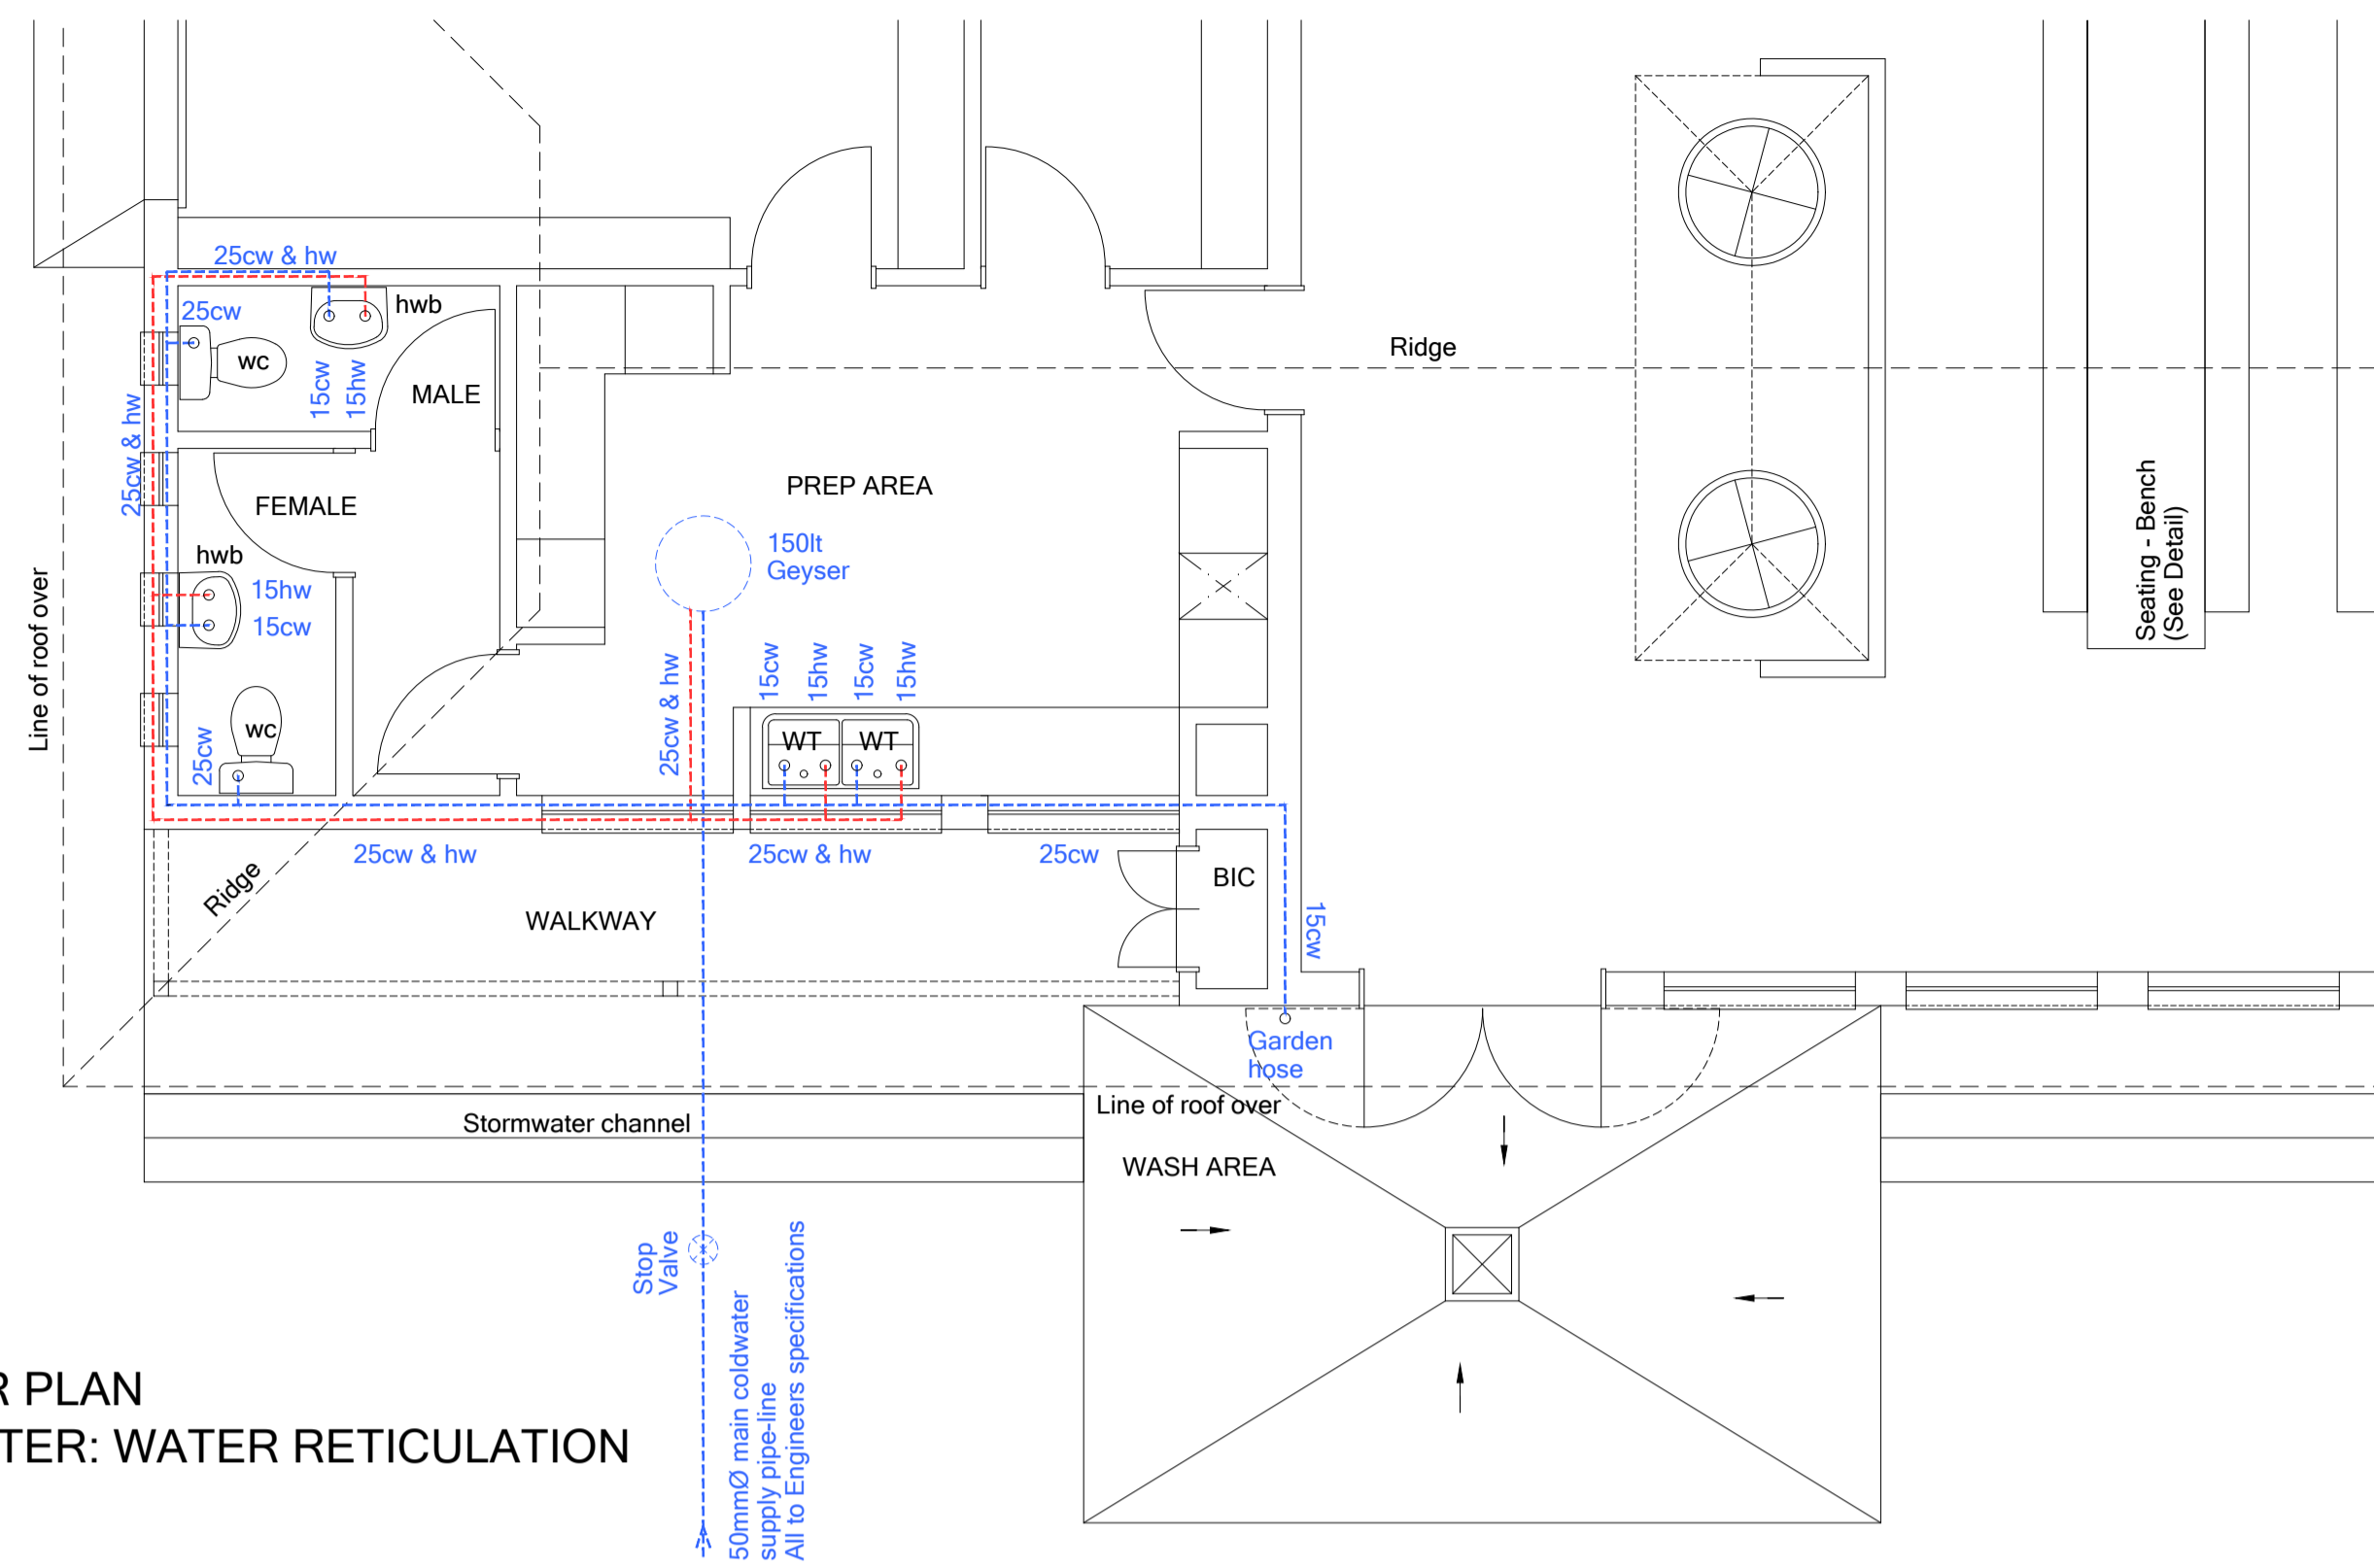 25cw & hw
hwb
25cw
wc
15cw
15hw
MALE
25cw & hw
FEMALE
hwb
15hw
15cw
wc
25cw
Line of roof over
Ridge
PREP AREA
150lt
Geyser
25cw & hw
15cw
15hw
15cw
15hw
WT
WT
Seating - Bench
(See Detail)
25cw & hw
25cw & hw
25cw
Ridge
WALKWAY
BIC
15cw
Garden
hose
Line of roof over
Stormwater channel
WASH AREA
Stop
Valve
50mmØ main coldwater
supply pipe-line
All to Engineers specifications
R PLAN
TER: WATER RETICULATION